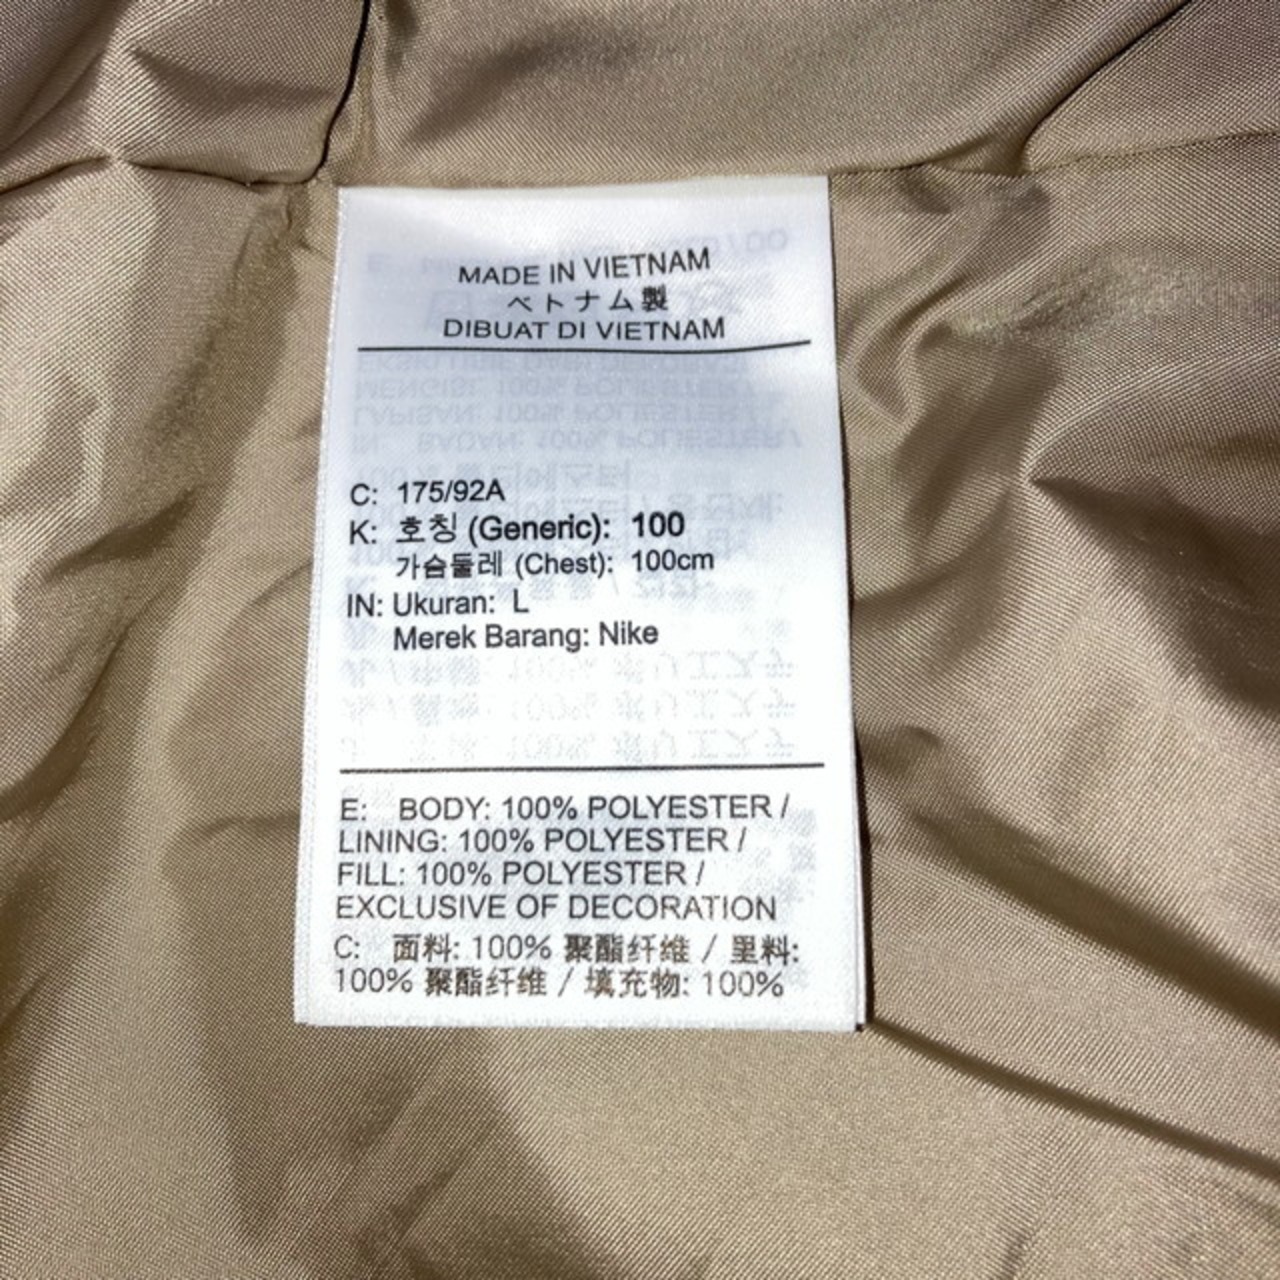 MADE IN VIETNAM
ベトナム製
DIBUAT DI VIETNAM
C: 175/92A
K: 호칭 (Generic): 100
가슴둘레 (Chest): 100cm
IN: Ukuran: L
Merek Barang: Nike
E: BODY: 100% POLYESTER /
LINING: 100% POLYESTER /
FILL: 100% POLYESTER /
EXCLUSIVE OF DECORATION
C: 面料: 100% 聚酯纤维 / 里料:
100% 聚酯纤维 / 填充物: 100%